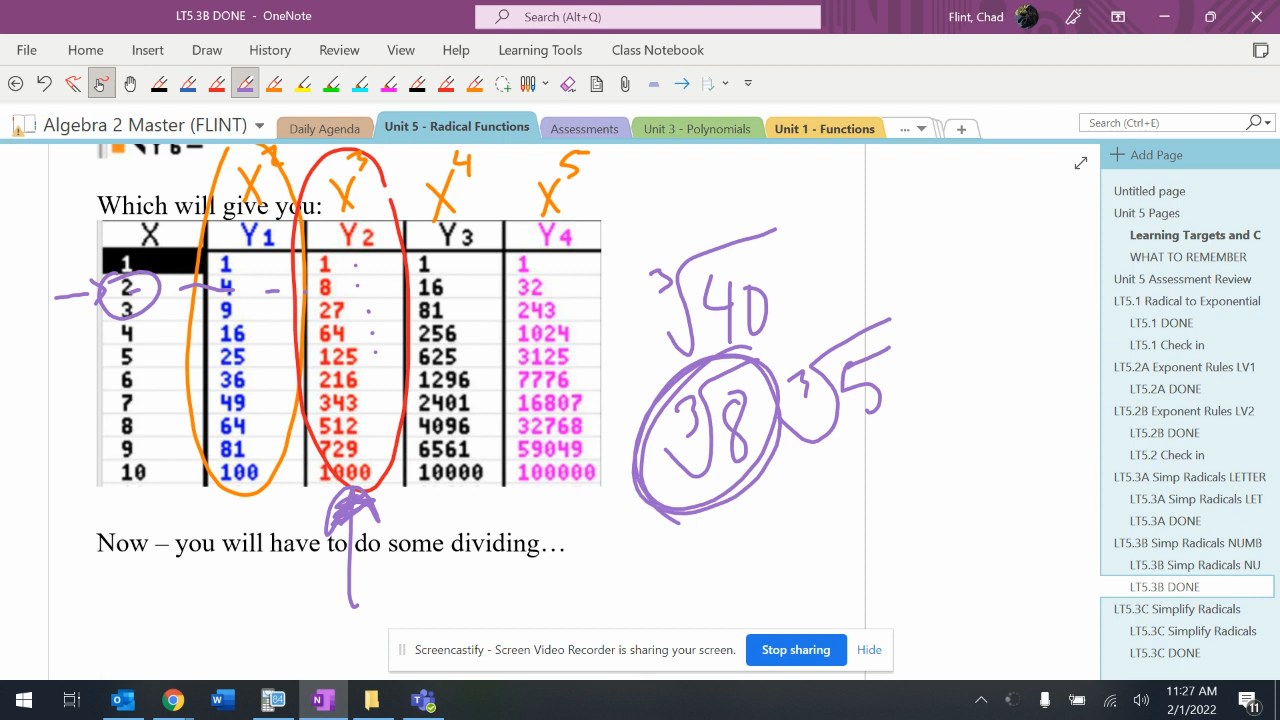 LT5.3B DONE - OneNote
Search (Alt+Q)
Flint, Chad
File Home Insert Draw History Review View Help Learning Tools Class Notebook
Algebra 2 Master (FLINT)
Daily Agenda
Unit 5 - Radical Functions
Assessments
Unit 3 - Polynomials
Unit 1 - Functions
...
Search (Ctrl+E)
x^3 x^4 x^5
Which will give you:
X Y1 Y2 Y3 Y4
1 1 1 1 1
2 4 8 16 32
3 9 27 81 243
4 16 64 256 1024
5 25 125 625 3125
6 36 216 1296 7776
7 49 343 2401 16807
8 64 512 4096 32768
9 81 729 6561 59049
10 100 1000 10000 100000
∛40
∛8 ∛5
Now – you will have to do some dividing…
Add Page
Untitled page
Unit 5 Pages
Learning Targets and C
WHAT TO REMEMBER
Unit 5 Assessment Review
LT5.1 Radical to Exponential
LT5.1 DONE
LT5.1 Check in
LT5.2A Exponent Rules LV1
LT5.2A DONE
LT5.2B Exponent Rules LV2
LT5.2B DONE
LT5.2 Check in
LT5.3A Simp Radicals LETTER
LT5.3A Simp Radicals LET
LT5.3A DONE
LT5.3B Simp Radicals NUMB
LT5.3B Simp Radicals NU
LT5.3B DONE
LT5.3C Simplify Radicals
LT5.3C Simplify Radicals
LT5.3C DONE
Screencastify - Screen Video Recorder is sharing your screen.
Stop sharing
Hide
84
11:27 AM
2/1/2022
11